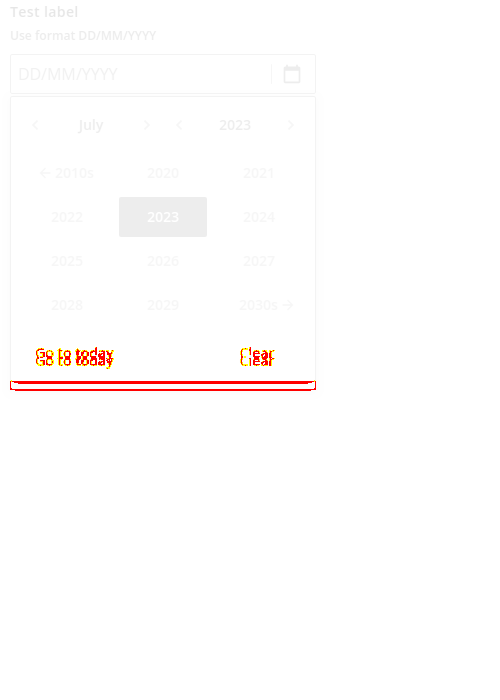 Test label
Use format DD/MM/YYYY
DD/MM/YYYY
July 2023
← 2010s 2020 2021
2022 2023 2024
2025 2026 2027
2028 2029 2030s →
Go to today Clear